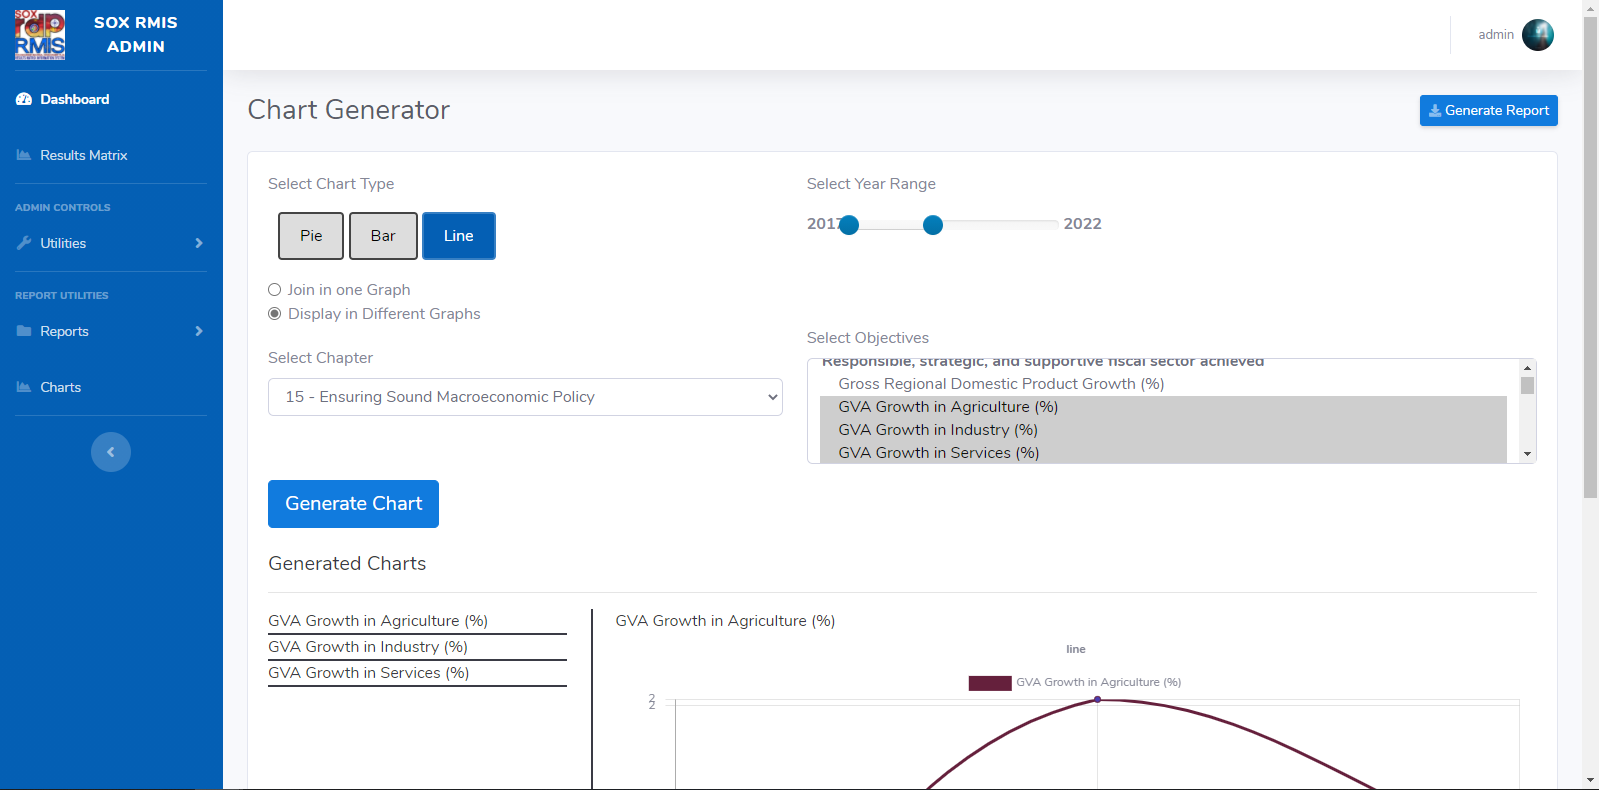 SOX
rdp
RMIS
SOX RMIS
ADMIN
Dashboard
Results Matrix
ADMIN CONTROLS
Utilities
REPORT UTILITIES
Reports
Charts
admin
Chart Generator
Generate Report
Select Chart Type
Pie
Bar
Line
Join in one Graph
Display in Different Graphs
Select Chapter
15 - Ensuring Sound Macroeconomic Policy
Select Year Range
2017
2022
Select Objectives
Responsible, strategic, and supportive fiscal sector achieved
Gross Regional Domestic Product Growth (%)
GVA Growth in Agriculture (%)
GVA Growth in Industry (%)
GVA Growth in Services (%)
Generate Chart
Generated Charts
GVA Growth in Agriculture (%)
GVA Growth in Industry (%)
GVA Growth in Services (%)
GVA Growth in Agriculture (%)
line
GVA Growth in Agriculture (%)
2
2